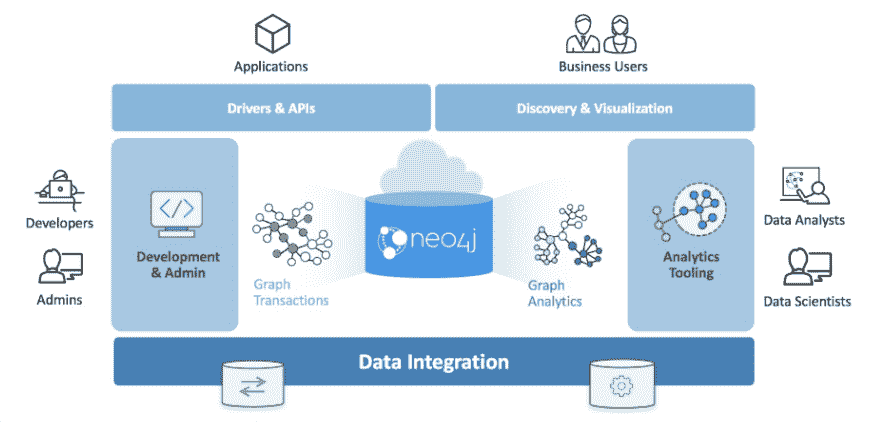 Applications
Business Users
Drivers & APIs
Discovery & Visualization
Developers
Admins
Development
& Admin
</>
Graph
Transactions
neo4j
Graph
Analytics
Analytics
Tooling
Data Analysts
Data Scientists
Data Integration